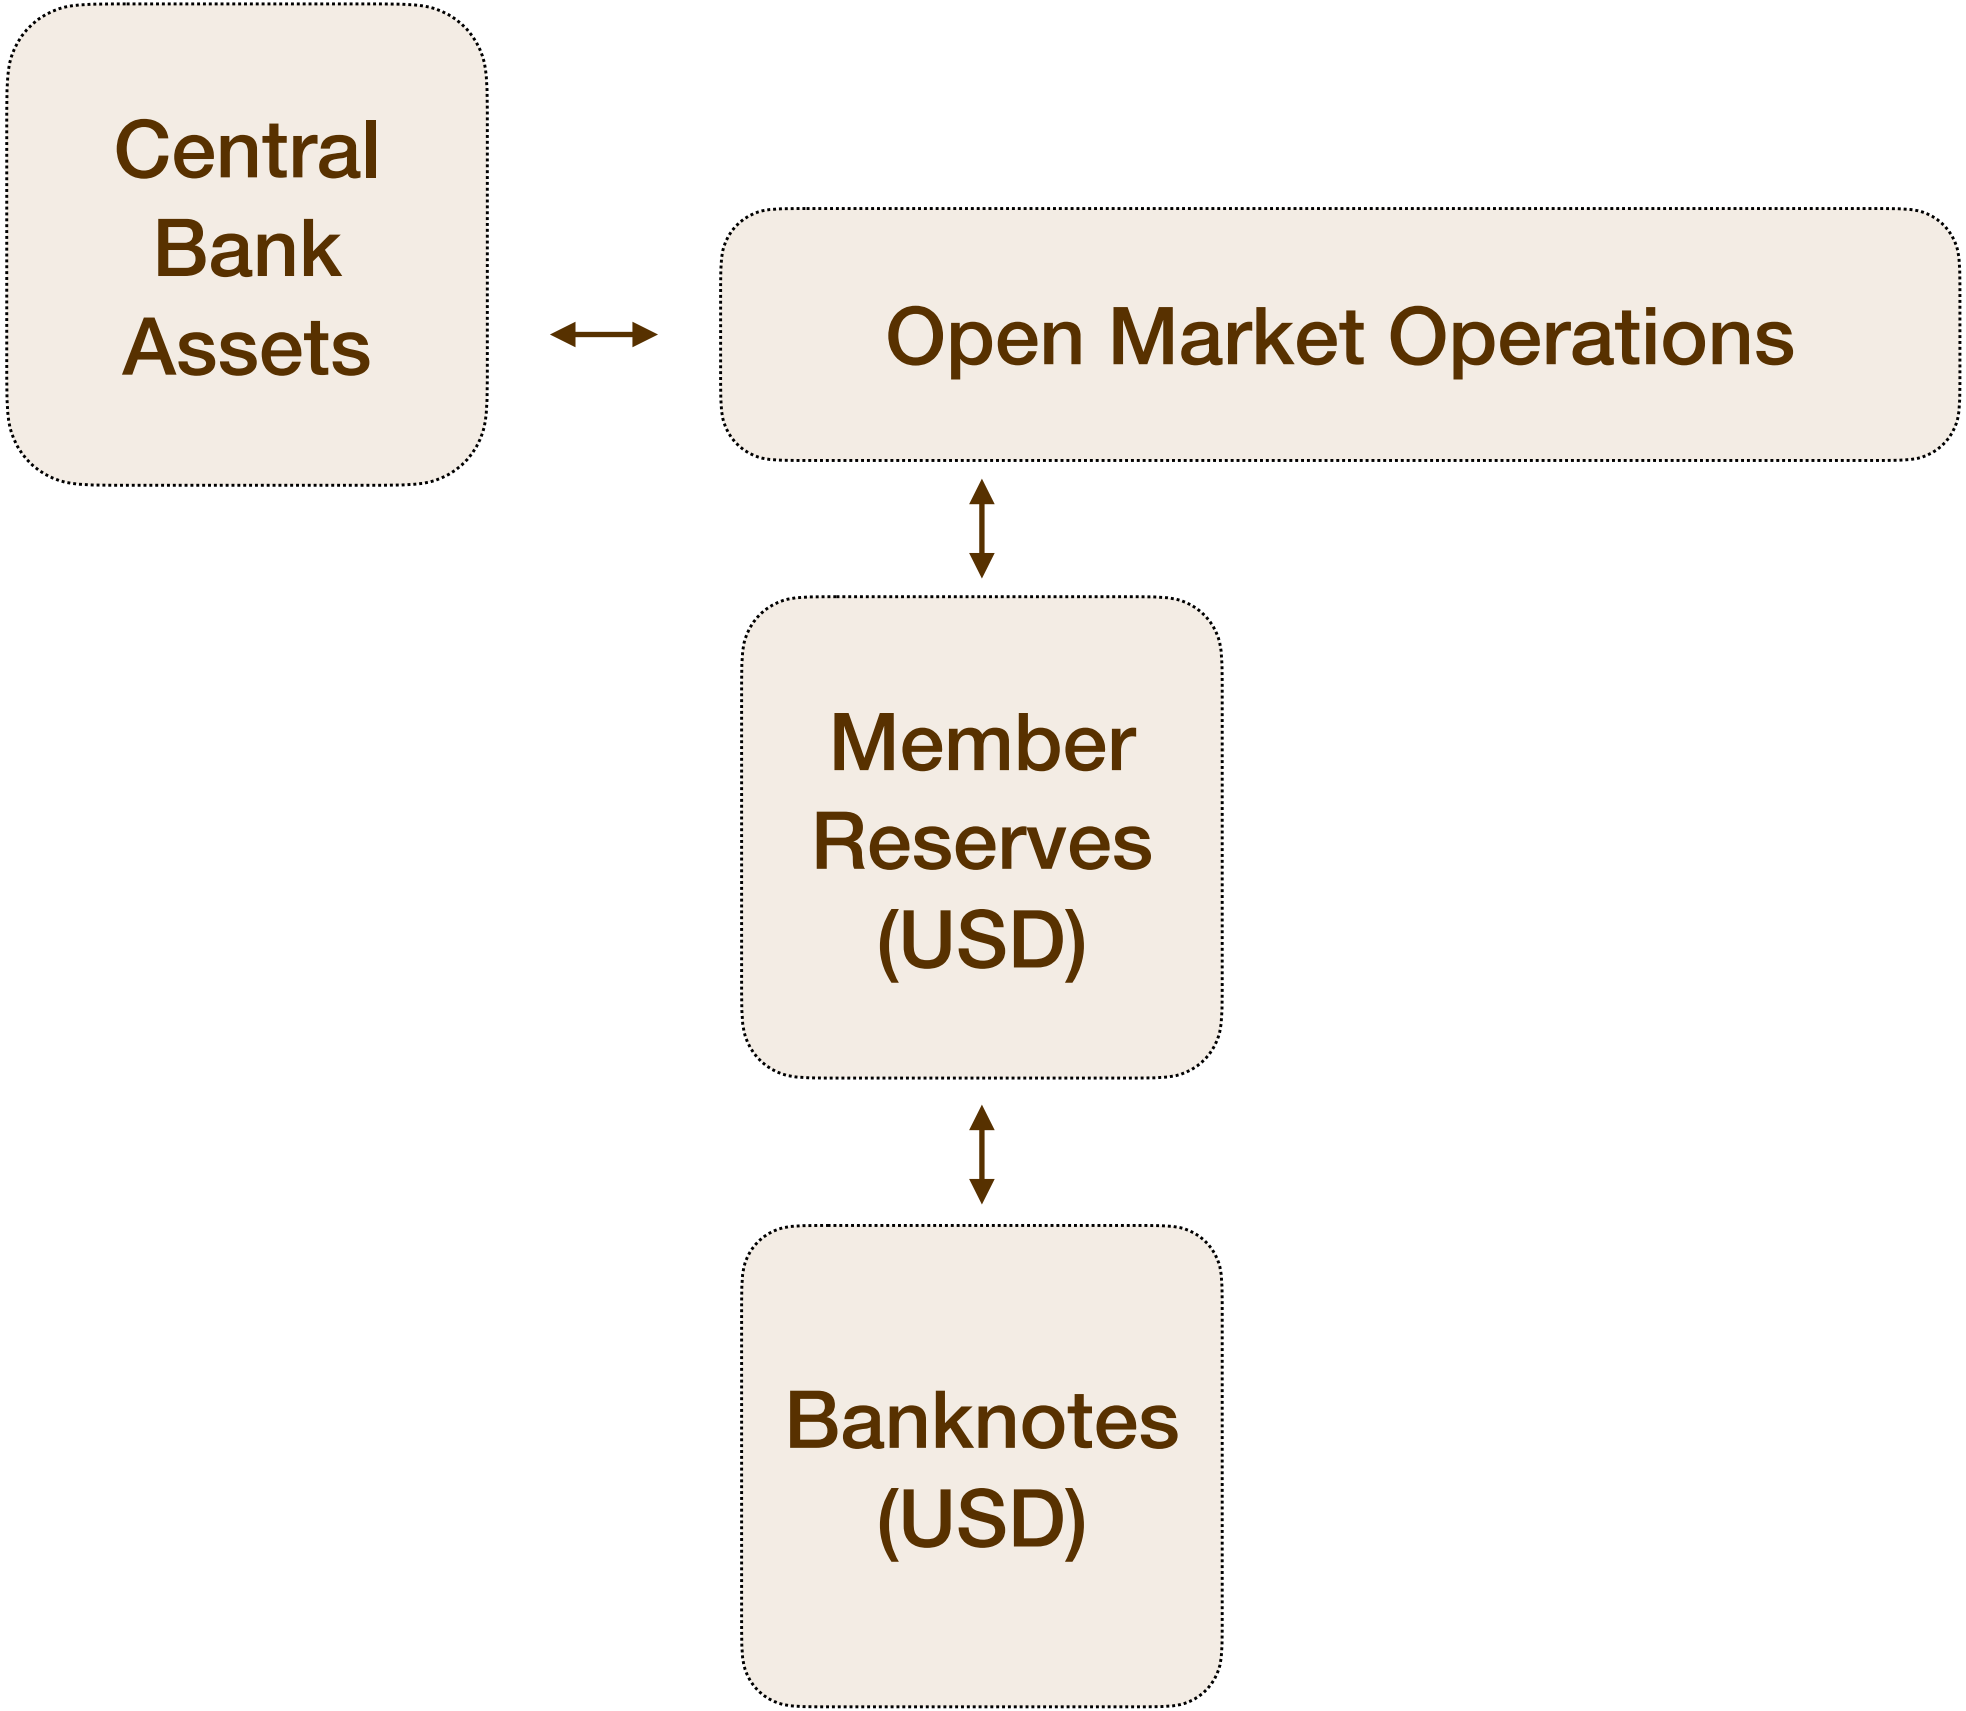 Central
Bank
Assets
Open Market Operations
Member
Reserves
(USD)
Banknotes
(USD)